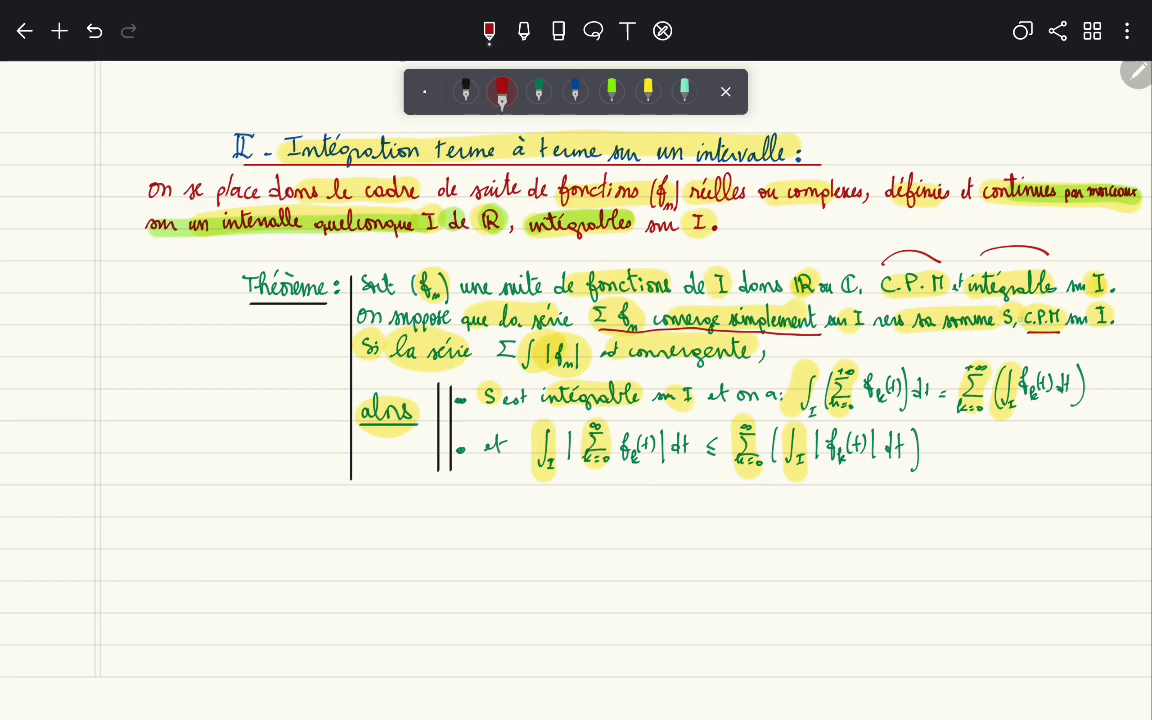 II - Intégration terme à terme sur un intervalle :
On se place dans le cadre de suite de fonctions (fn) réelles ou complexes, définies et continues par morceaux
sur un intervalle quelconque I de ℝ, intégrables sur I.
Théorème : Soit (fn) une suite de fonctions de I dans ℝ ou ℂ, C.P.M et intégrable sur I.
On suppose que la série Σ fn converge simplement sur I vers sa somme S, C.P.M sur I.
Si la série Σ ∫ |fn| est convergente,
alors • S est intégrable sur I et on a : ∫_I (Σ_{n=0}^{+∞} fk(t)) dt = Σ_{k=0}^{+∞} (∫_I fk(t) dt)
• et ∫_I | Σ_{k=0}^{∞} fk(t) | dt ≤ Σ_{k=0}^{∞} (∫_I | fk(t) | dt)